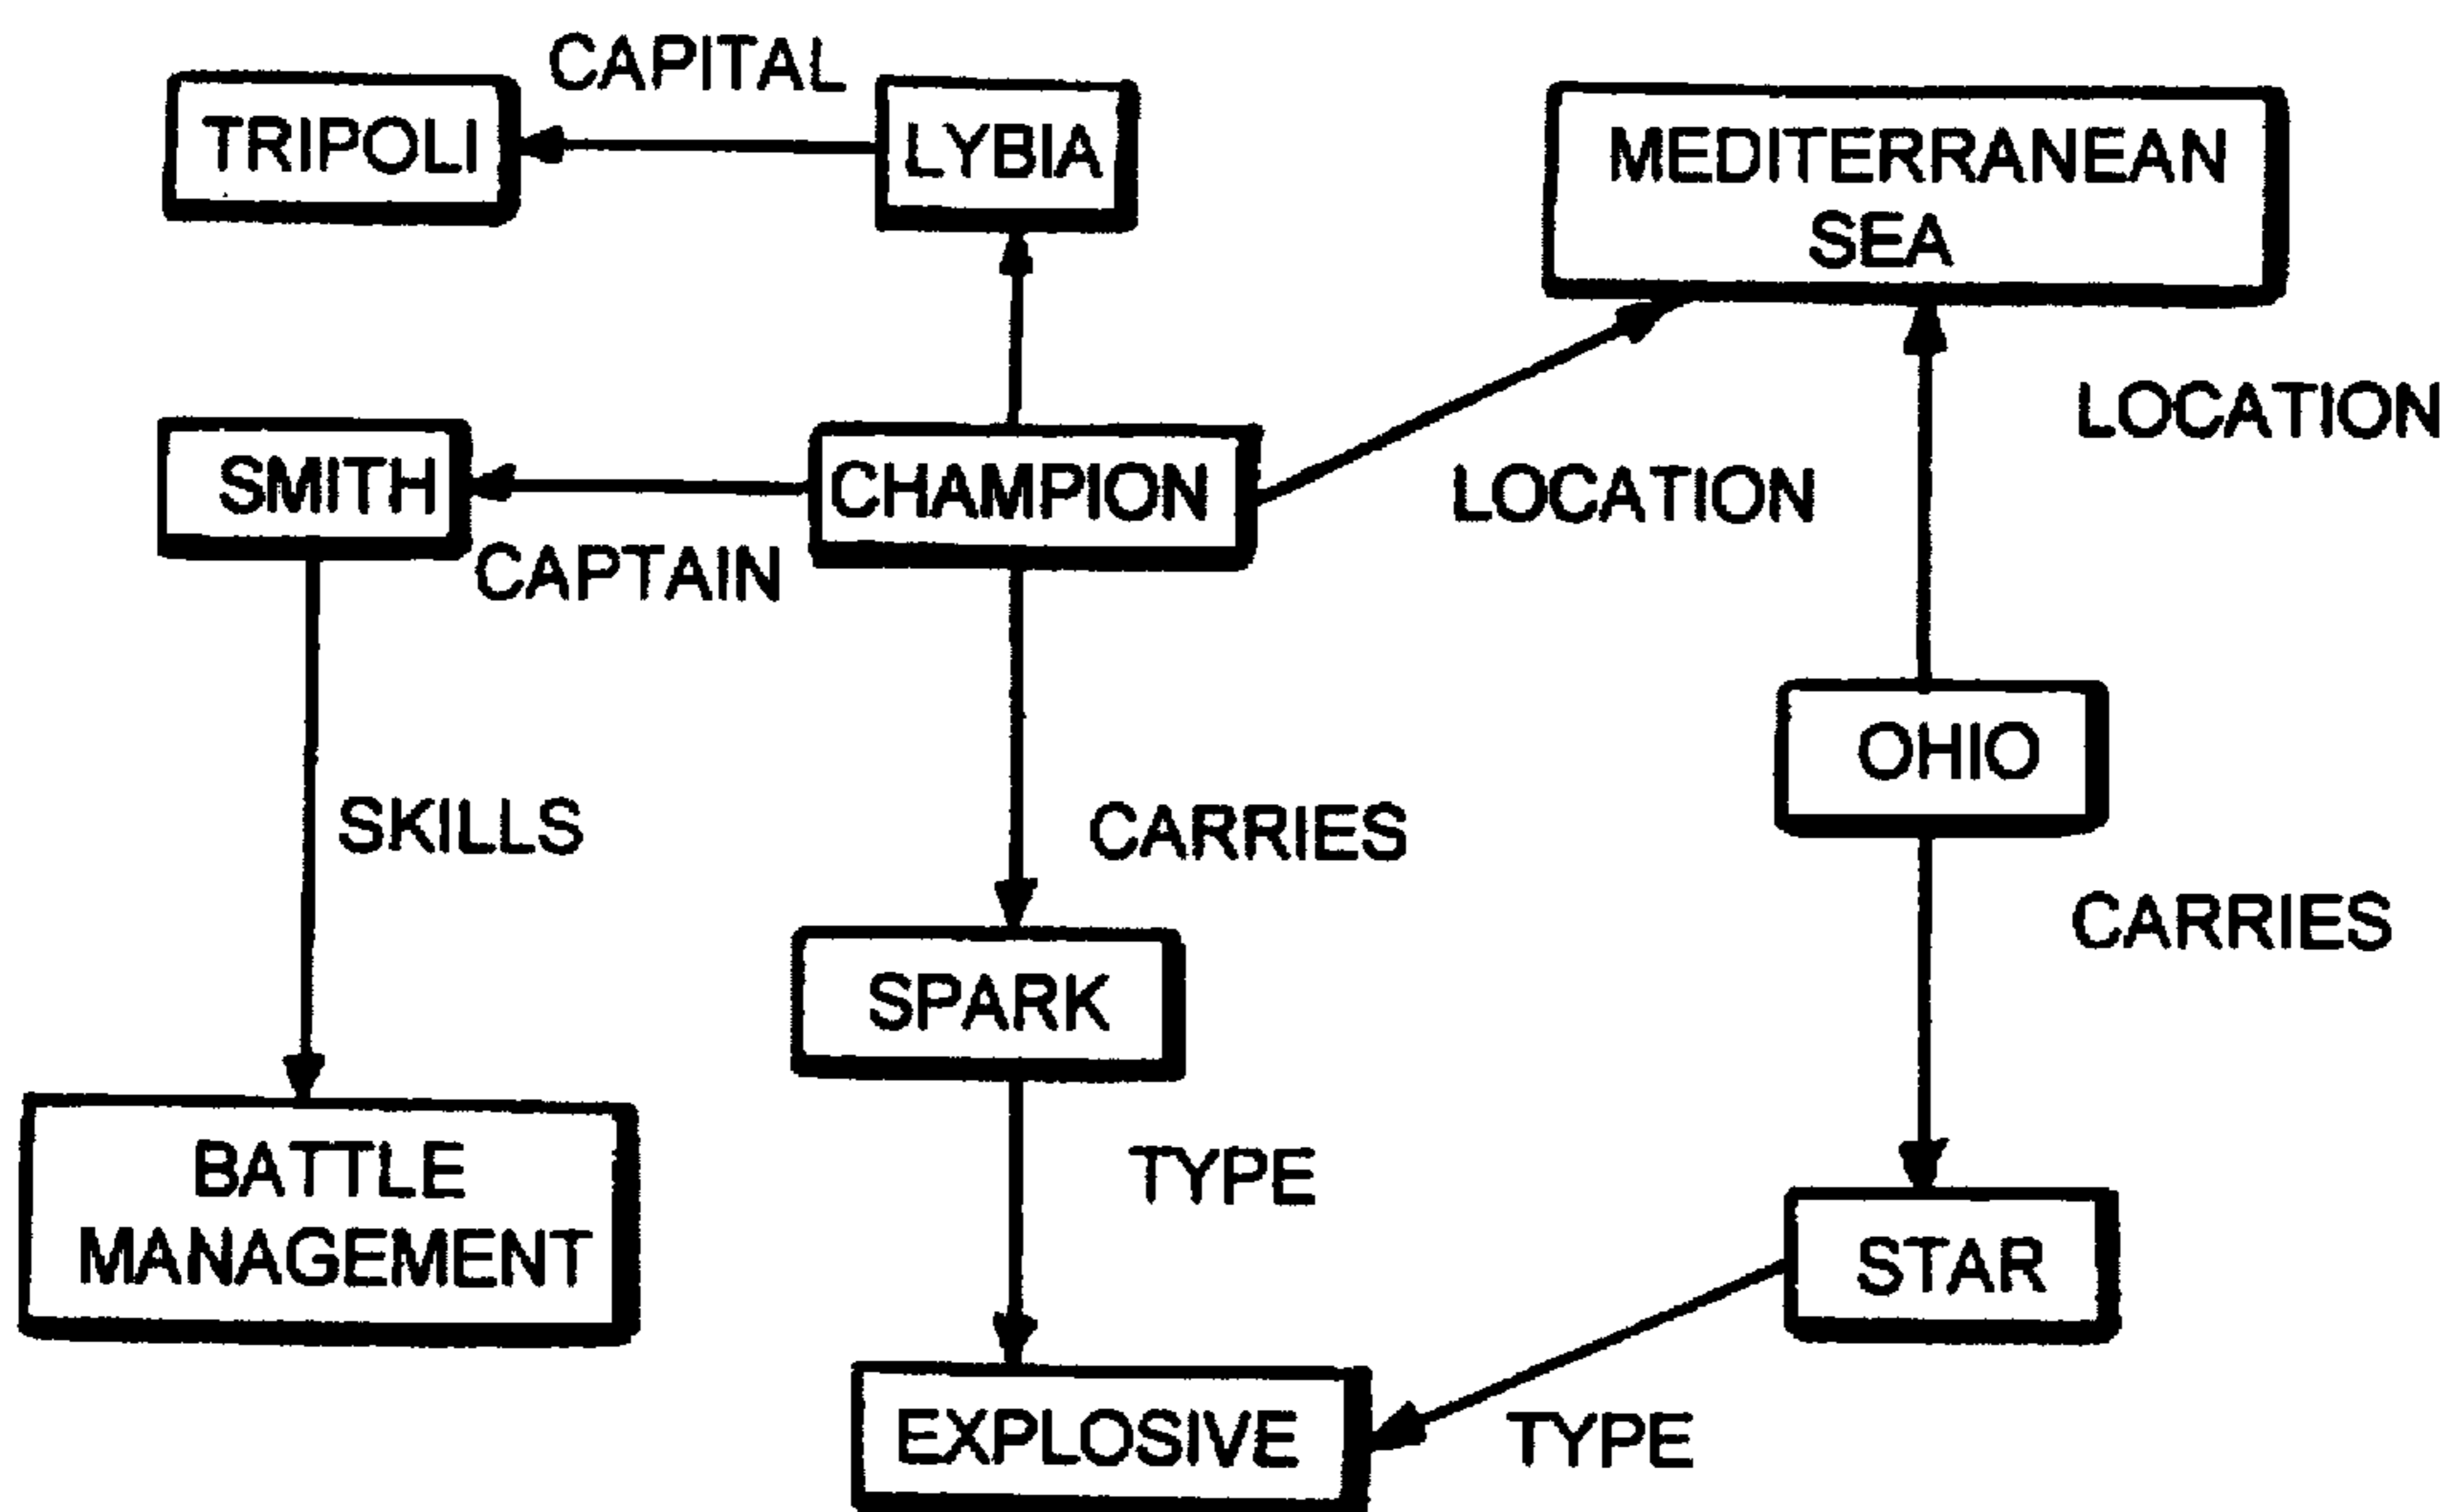 CAPITAL
TRIPOLI
LYBIA
MEDITERRANEAN
SEA
LOCATION
SMITH
CHAMPION
LOCATION
CAPTAIN
OHIO
SKILLS
CARRIES
CARRIES
SPARK
BATTLE
MANAGEMENT
TYPE
STAR
EXPLOSIVE
TYPE